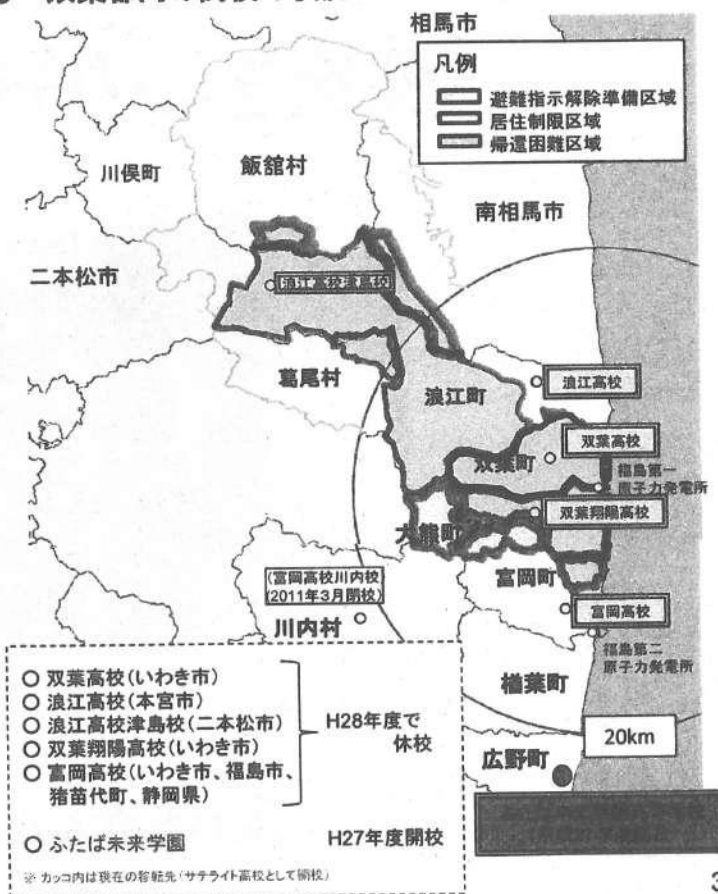 相馬市
凡例
避難指示解除準備区域
居住制限区域
帰還困難区域
川俣町
飯舘村
南相馬市
二本松市
浪江高校津島校
葛尾村
浪江町
浪江高校
双葉高校
双葉町
福島第一
原子力発電所
双葉翔陽高校
大熊町
富岡町
(富岡高校川内校)
(2011年3月閉校)
川内村
富岡高校
福島第二
原子力発電所
楢葉町
20km
広野町
○ 双葉高校(いわき市)
○ 浪江高校(本宮市)
○ 浪江高校津島校(二本松市)
○ 双葉翔陽高校(いわき市)
○ 富岡高校(いわき市、福島市、
猪苗代町、静岡県)
H28年度で
休校
○ ふたば未来学園 H27年度開校
※ カッコ内は現在の移転先(サテライト高校として開校)